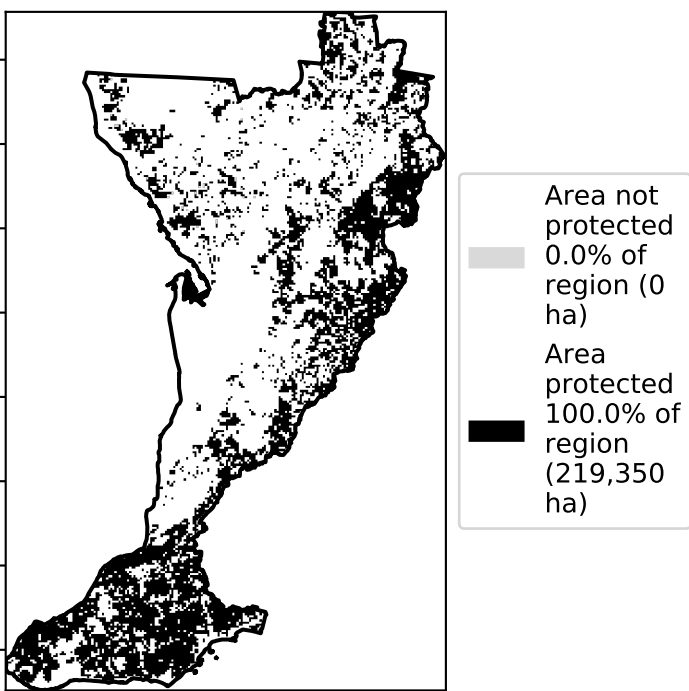 Area not
protected
0.0% of
region (0
ha)
Area
protected
100.0% of
region
(219,350
ha)